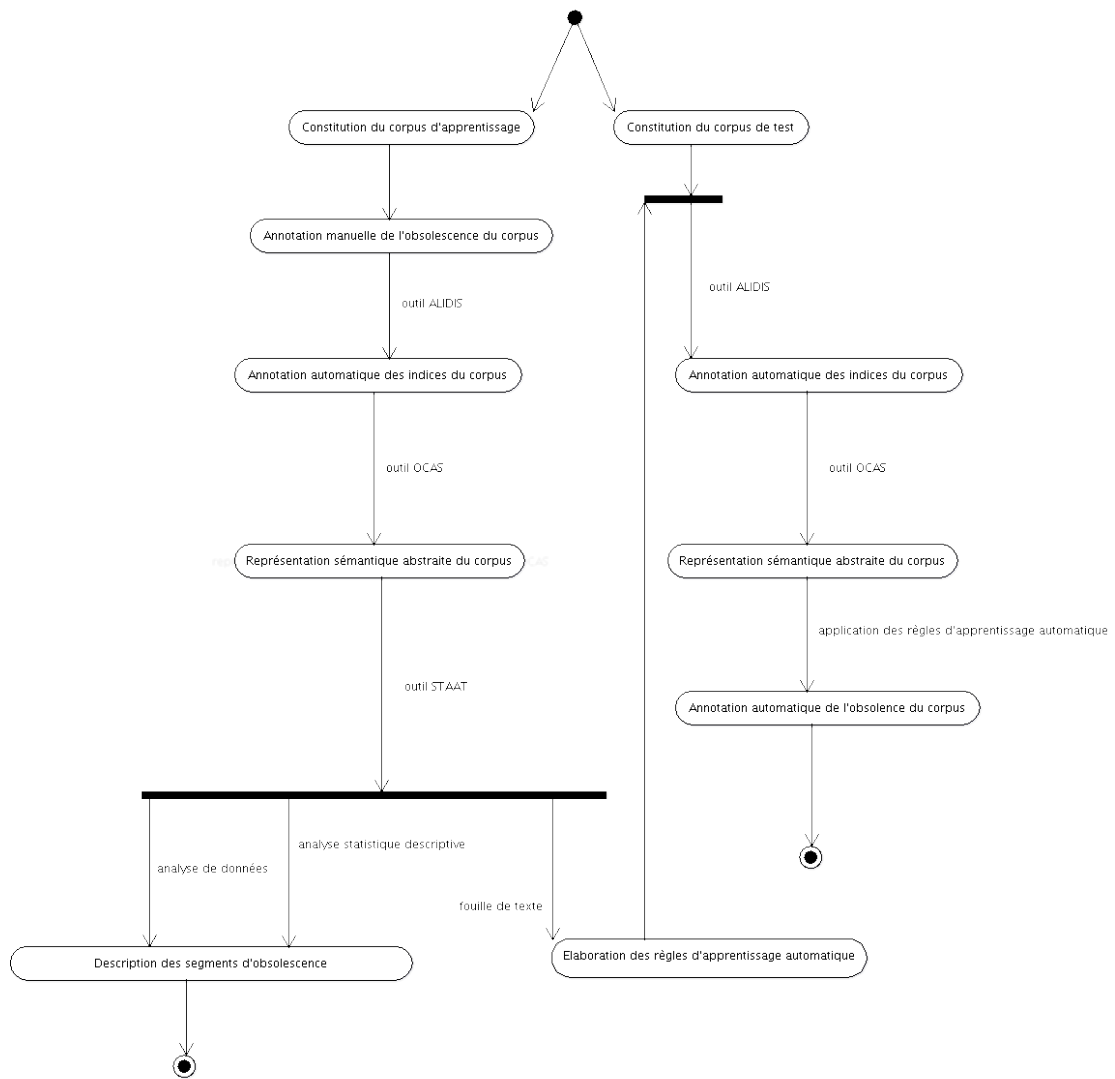 Constitution du corpus d'apprentissage
Constitution du corpus de test
Annotation manuelle de l'obsolescence du corpus
outil ALIDIS
outil ALIDIS
Annotation automatique des indices du corpus
Annotation automatique des indices du corpus
outil OCAS
outil OCAS
Représentation sémantique abstraite du corpus
Représentation sémantique abstraite du corpus
application des règles d'apprentissage automatique
outil STAAT
Annotation automatique de l'obsolence du corpus
analyse statistique descriptive
analyse de données
fouille de texte
Elaboration des règles d'apprentissage automatique
Description des segments d'obsolescence